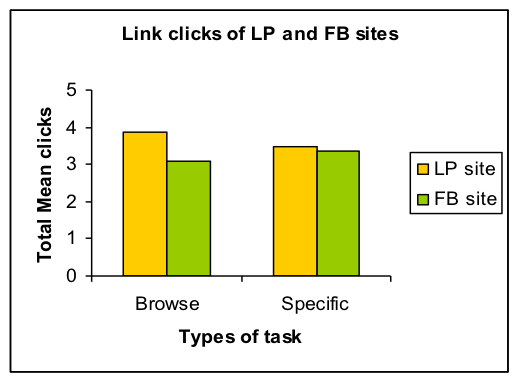 Link clicks of LP and FB sites
Total Mean clicks
5
4
3
2
1
0
Browse
Specific
Types of task
LP site
FB site